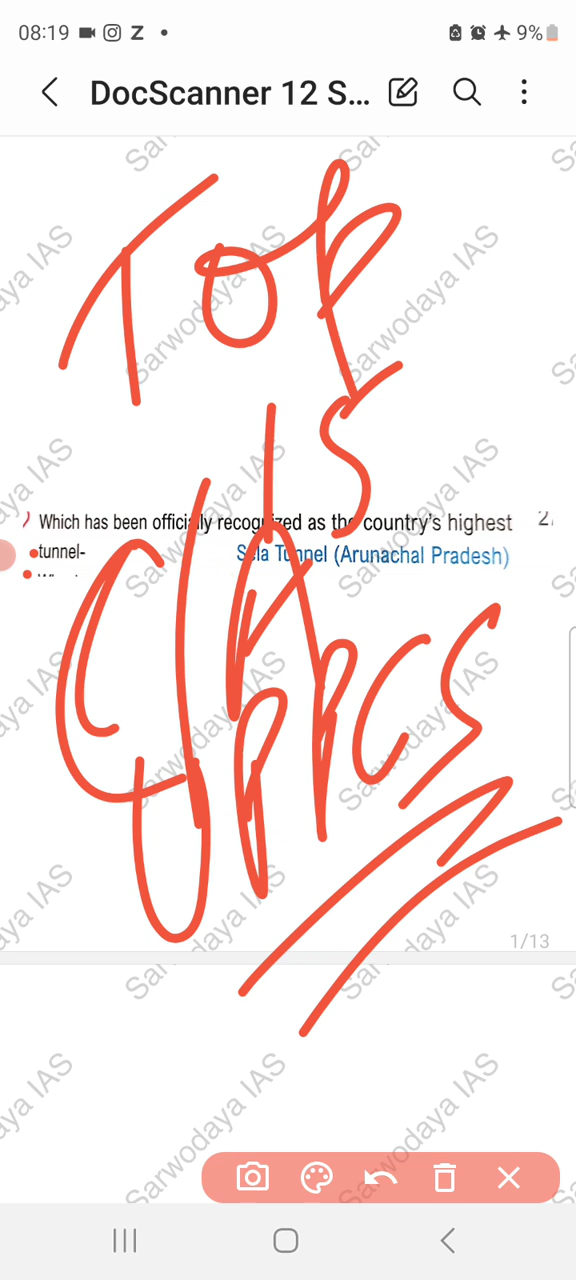 08:19 Z 9%
DocScanner 12 S...
Top
15
Which has been officially recognized as the country's highest 2
tunnel- Sela Tunnel (Arunachal Pradesh)
UPPCS
1/13
Sarwodaya IAS